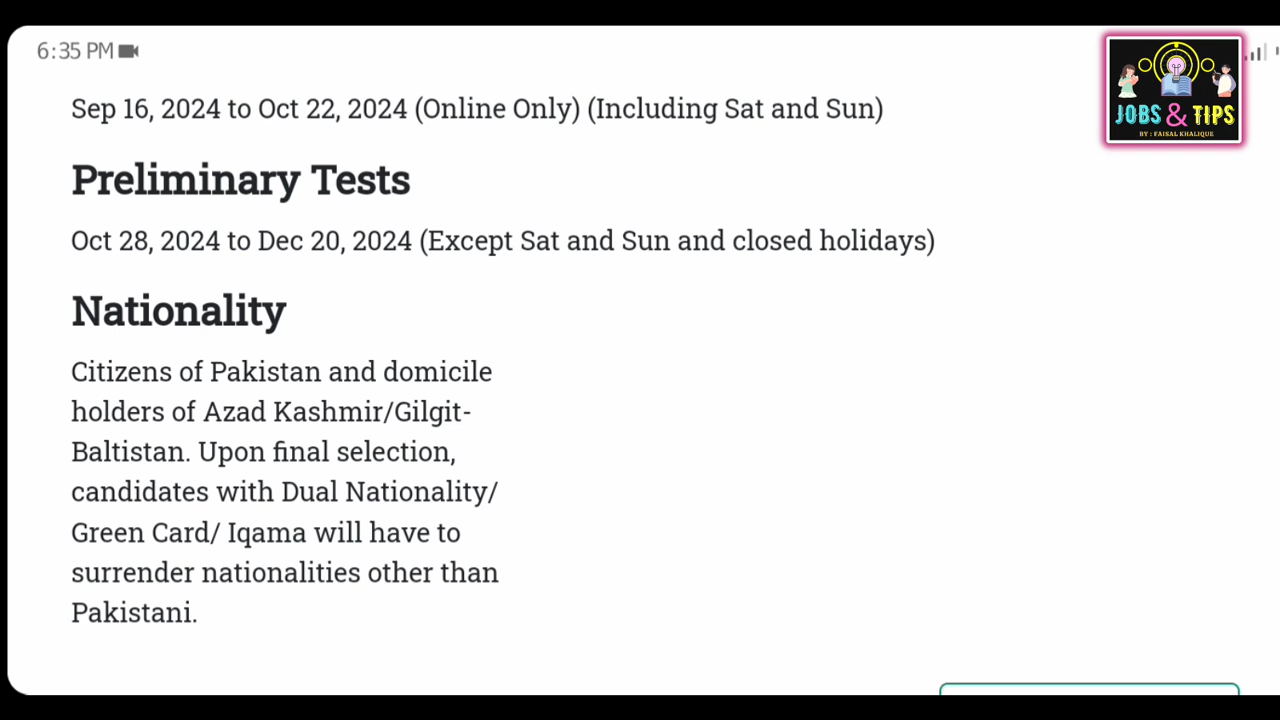 6:35 PM
JOBS & TIPS
BY : FAISAL KHALIQUE
Sep 16, 2024 to Oct 22, 2024 (Online Only) (Including Sat and Sun)
Preliminary Tests
Oct 28, 2024 to Dec 20, 2024 (Except Sat and Sun and closed holidays)
Nationality
Citizens of Pakistan and domicile
holders of Azad Kashmir/Gilgit-
Baltistan. Upon final selection,
candidates with Dual Nationality/
Green Card/ Iqama will have to
surrender nationalities other than
Pakistani.